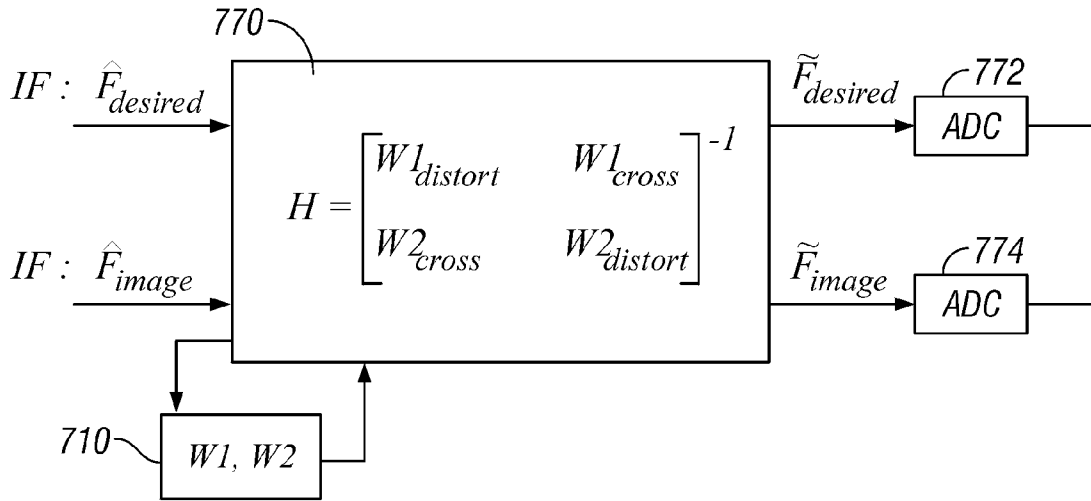 770
IF : F̂desired
F̃desired
772
ADC
H = [W1distort W1cross
W2cross W2distort]-1
IF : F̂image
F̃image
774
ADC
710
W1, W2